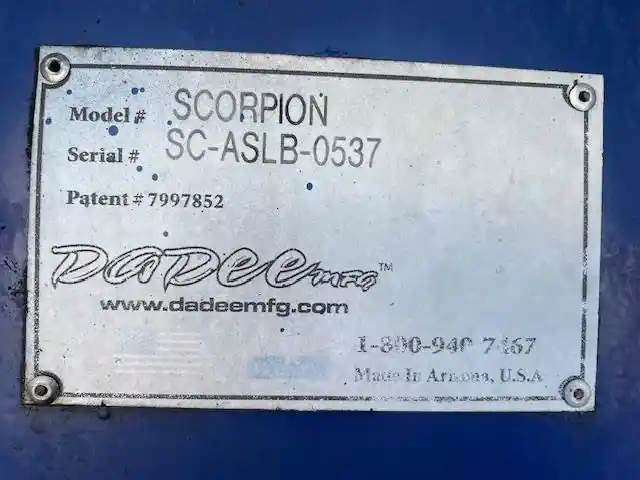 Model # SCORPION
Serial # SC-ASLB-0537
Patent # 7997852
DADEE MFG™
www.dadeemfg.com
Made In Arizona, U.S.A